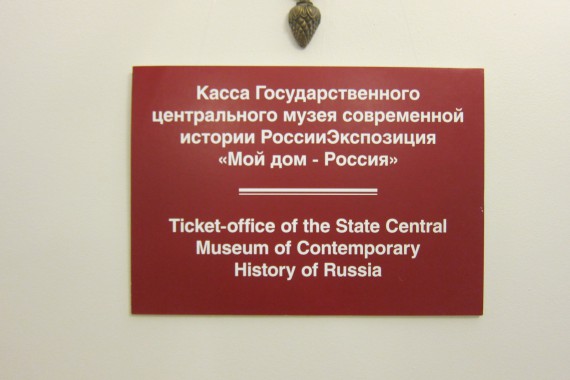 Касса Государственного
центрального музея современной
истории РоссииЭкспозиция
«Мой дом - Россия»
Ticket-office of the State Central
Museum of Contemporary
History of Russia